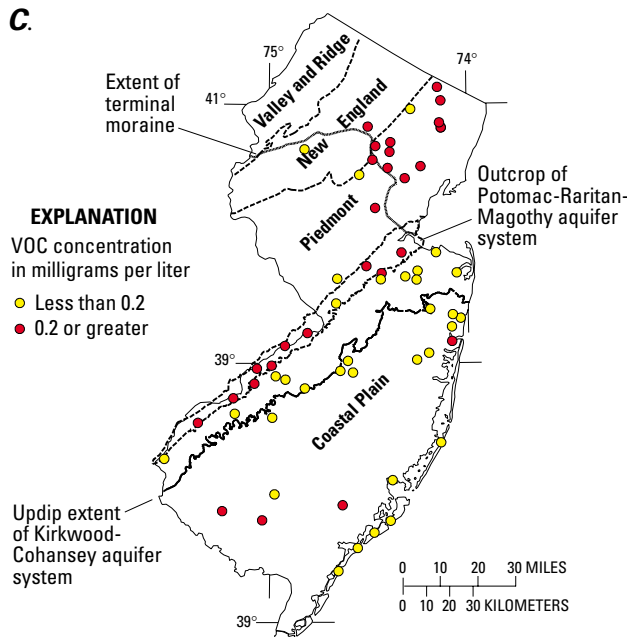 C.
75°
74°
41°
Extent of
terminal
moraine
Valley and Ridge
New England
Piedmont
Outcrop of
Potomac-Raritan-
Magothy aquifer
system
EXPLANATION
VOC concentration
in milligrams per liter
Less than 0.2
0.2 or greater
39°
Coastal Plain
Updip extent
of Kirkwood-
Cohansey aquifer
system
39°
0 10 20 30 MILES
0 10 20 30 KILOMETERS